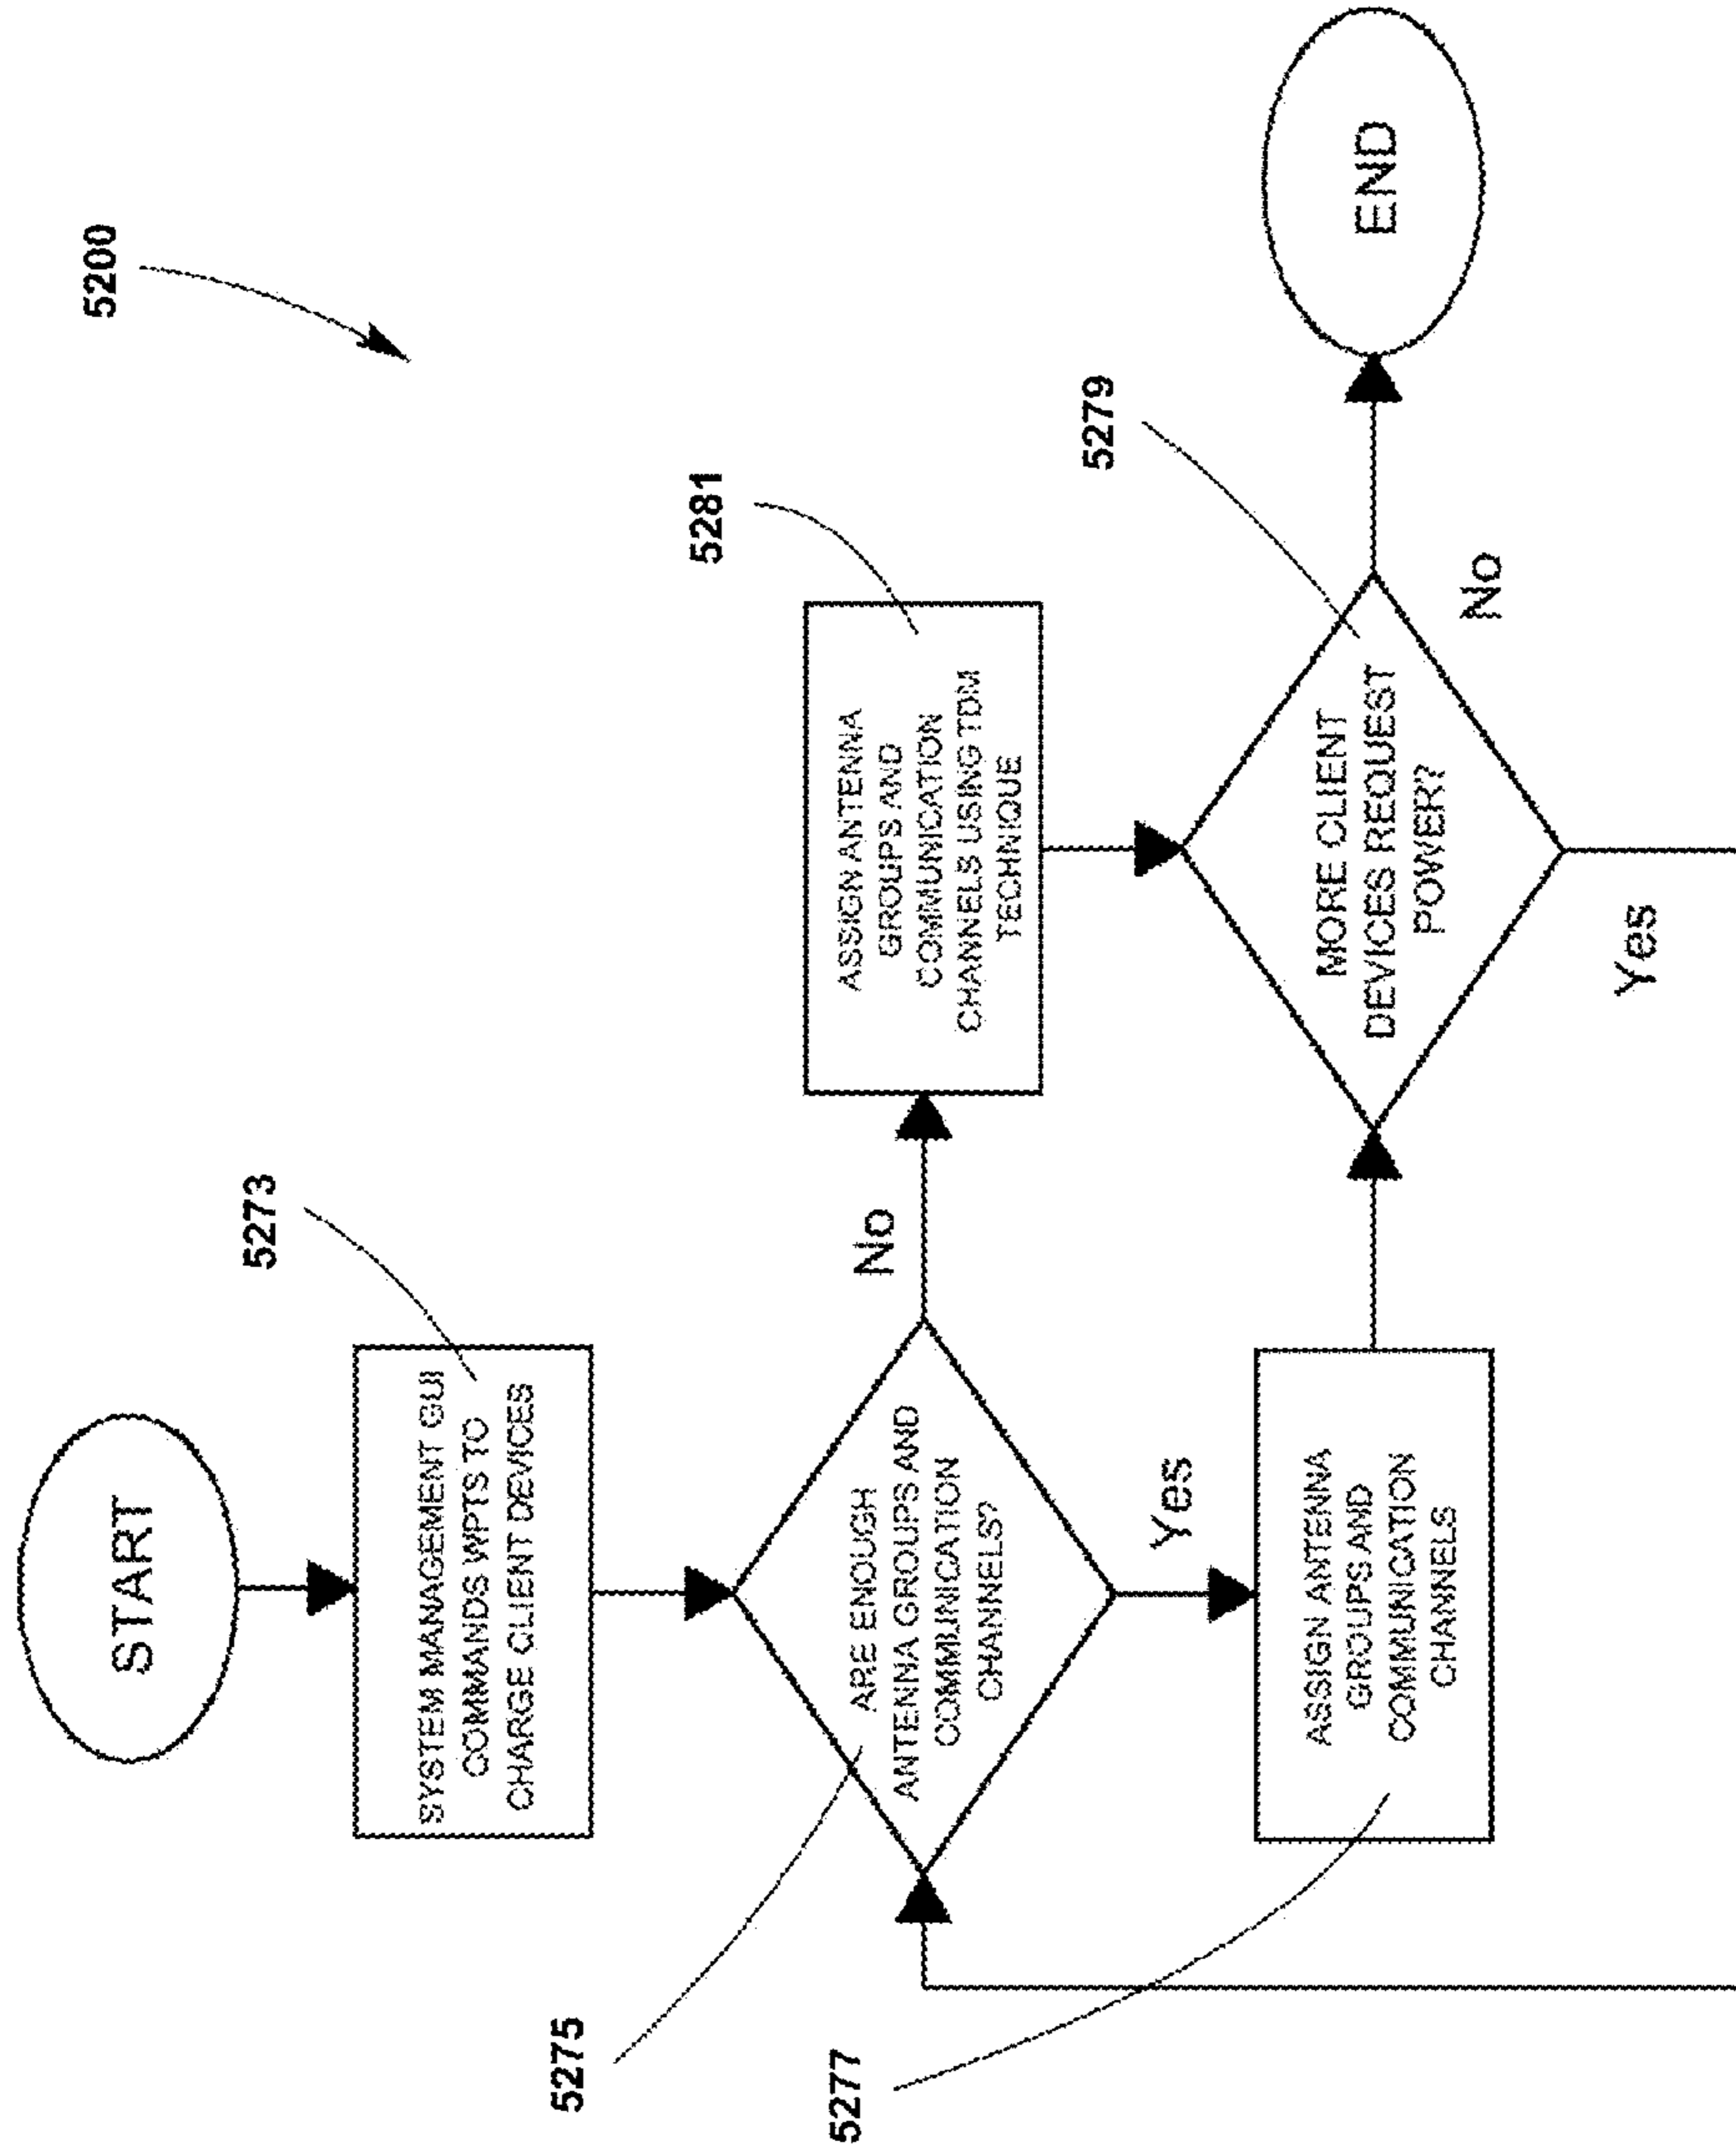 5200
START
5273
SYSTEM MANAGEMENT GUI
COMMANDS WPTS TO
CHARGE CLIENT DEVICES
5275
ARE ENOUGH
ANTENNA GROUPS AND
COMMUNICATION
CHANNELS?
No
5281
ASSIGN ANTENNA
GROUPS AND
COMMUNICATION
CHANNELS USING TDM
TECHNIQUE
Yes
5277
ASSIGN ANTENNA
GROUPS AND
COMMUNICATION
CHANNELS
5279
MORE CLIENT
DEVICES REQUEST
POWER?
No
END
Yes